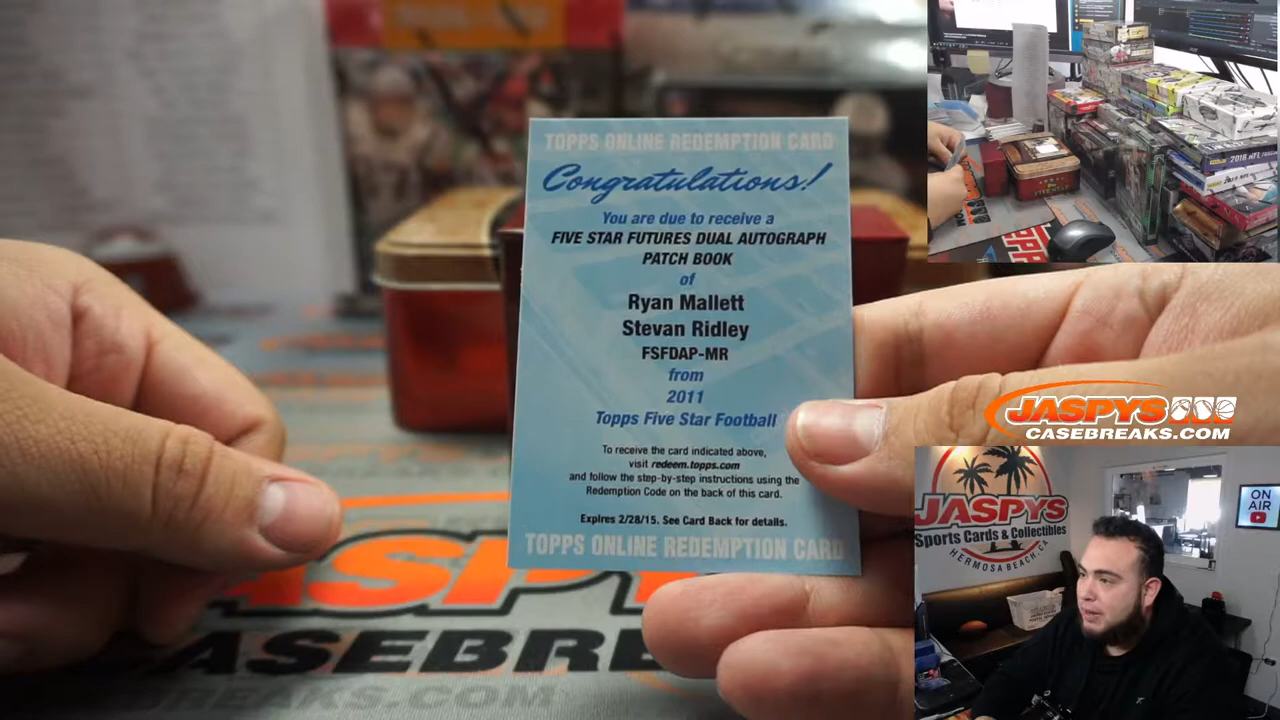 TOPPS ONLINE REDEMPTION CARD
Congratulations!
You are due to receive a
FIVE STAR FUTURES DUAL AUTOGRAPH
PATCH BOOK
of
Ryan Mallett
Stevan Ridley
FSFDAP-MR
from
2011
Topps Five Star Football
To receive the card indicated above,
visit redeem.topps.com
and follow the step-by-step instructions using the
Redemption Code on the back of this card.
Expires 2/28/15. See Card Back for details.
TOPPS ONLINE REDEMPTION CARD
JASPYS
CASEBREAKS.COM
JASPYS
Sports Cards & Collectibles
HERMOSA BEACH, CA
ON
AIR
CASEBRE
CASEBREAKS.COM